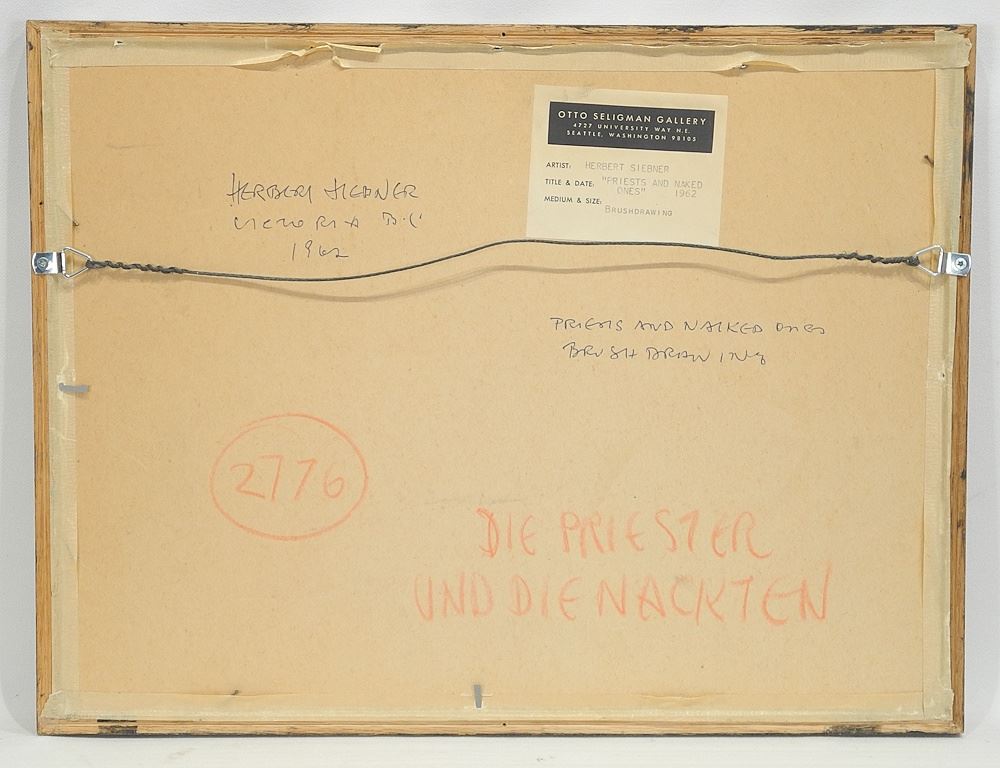 OTTO SELIGMAN GALLERY
4727 UNIVERSITY WAY N.E.
SEATTLE, WASHINGTON 98105
ARTIST: HERBERT SIEBNER
TITLE & DATE: "PRIESTS AND NAKED
ONES" 1962
MEDIUM & SIZE: BRUSHDRAWING
HERBERT SIEBNER
VICTORIA B.C
1962
PRIESTS AND NAKED ONES
BRUSH DRAWING
2776
DIE PRIESTER
UND DIE NACKTEN